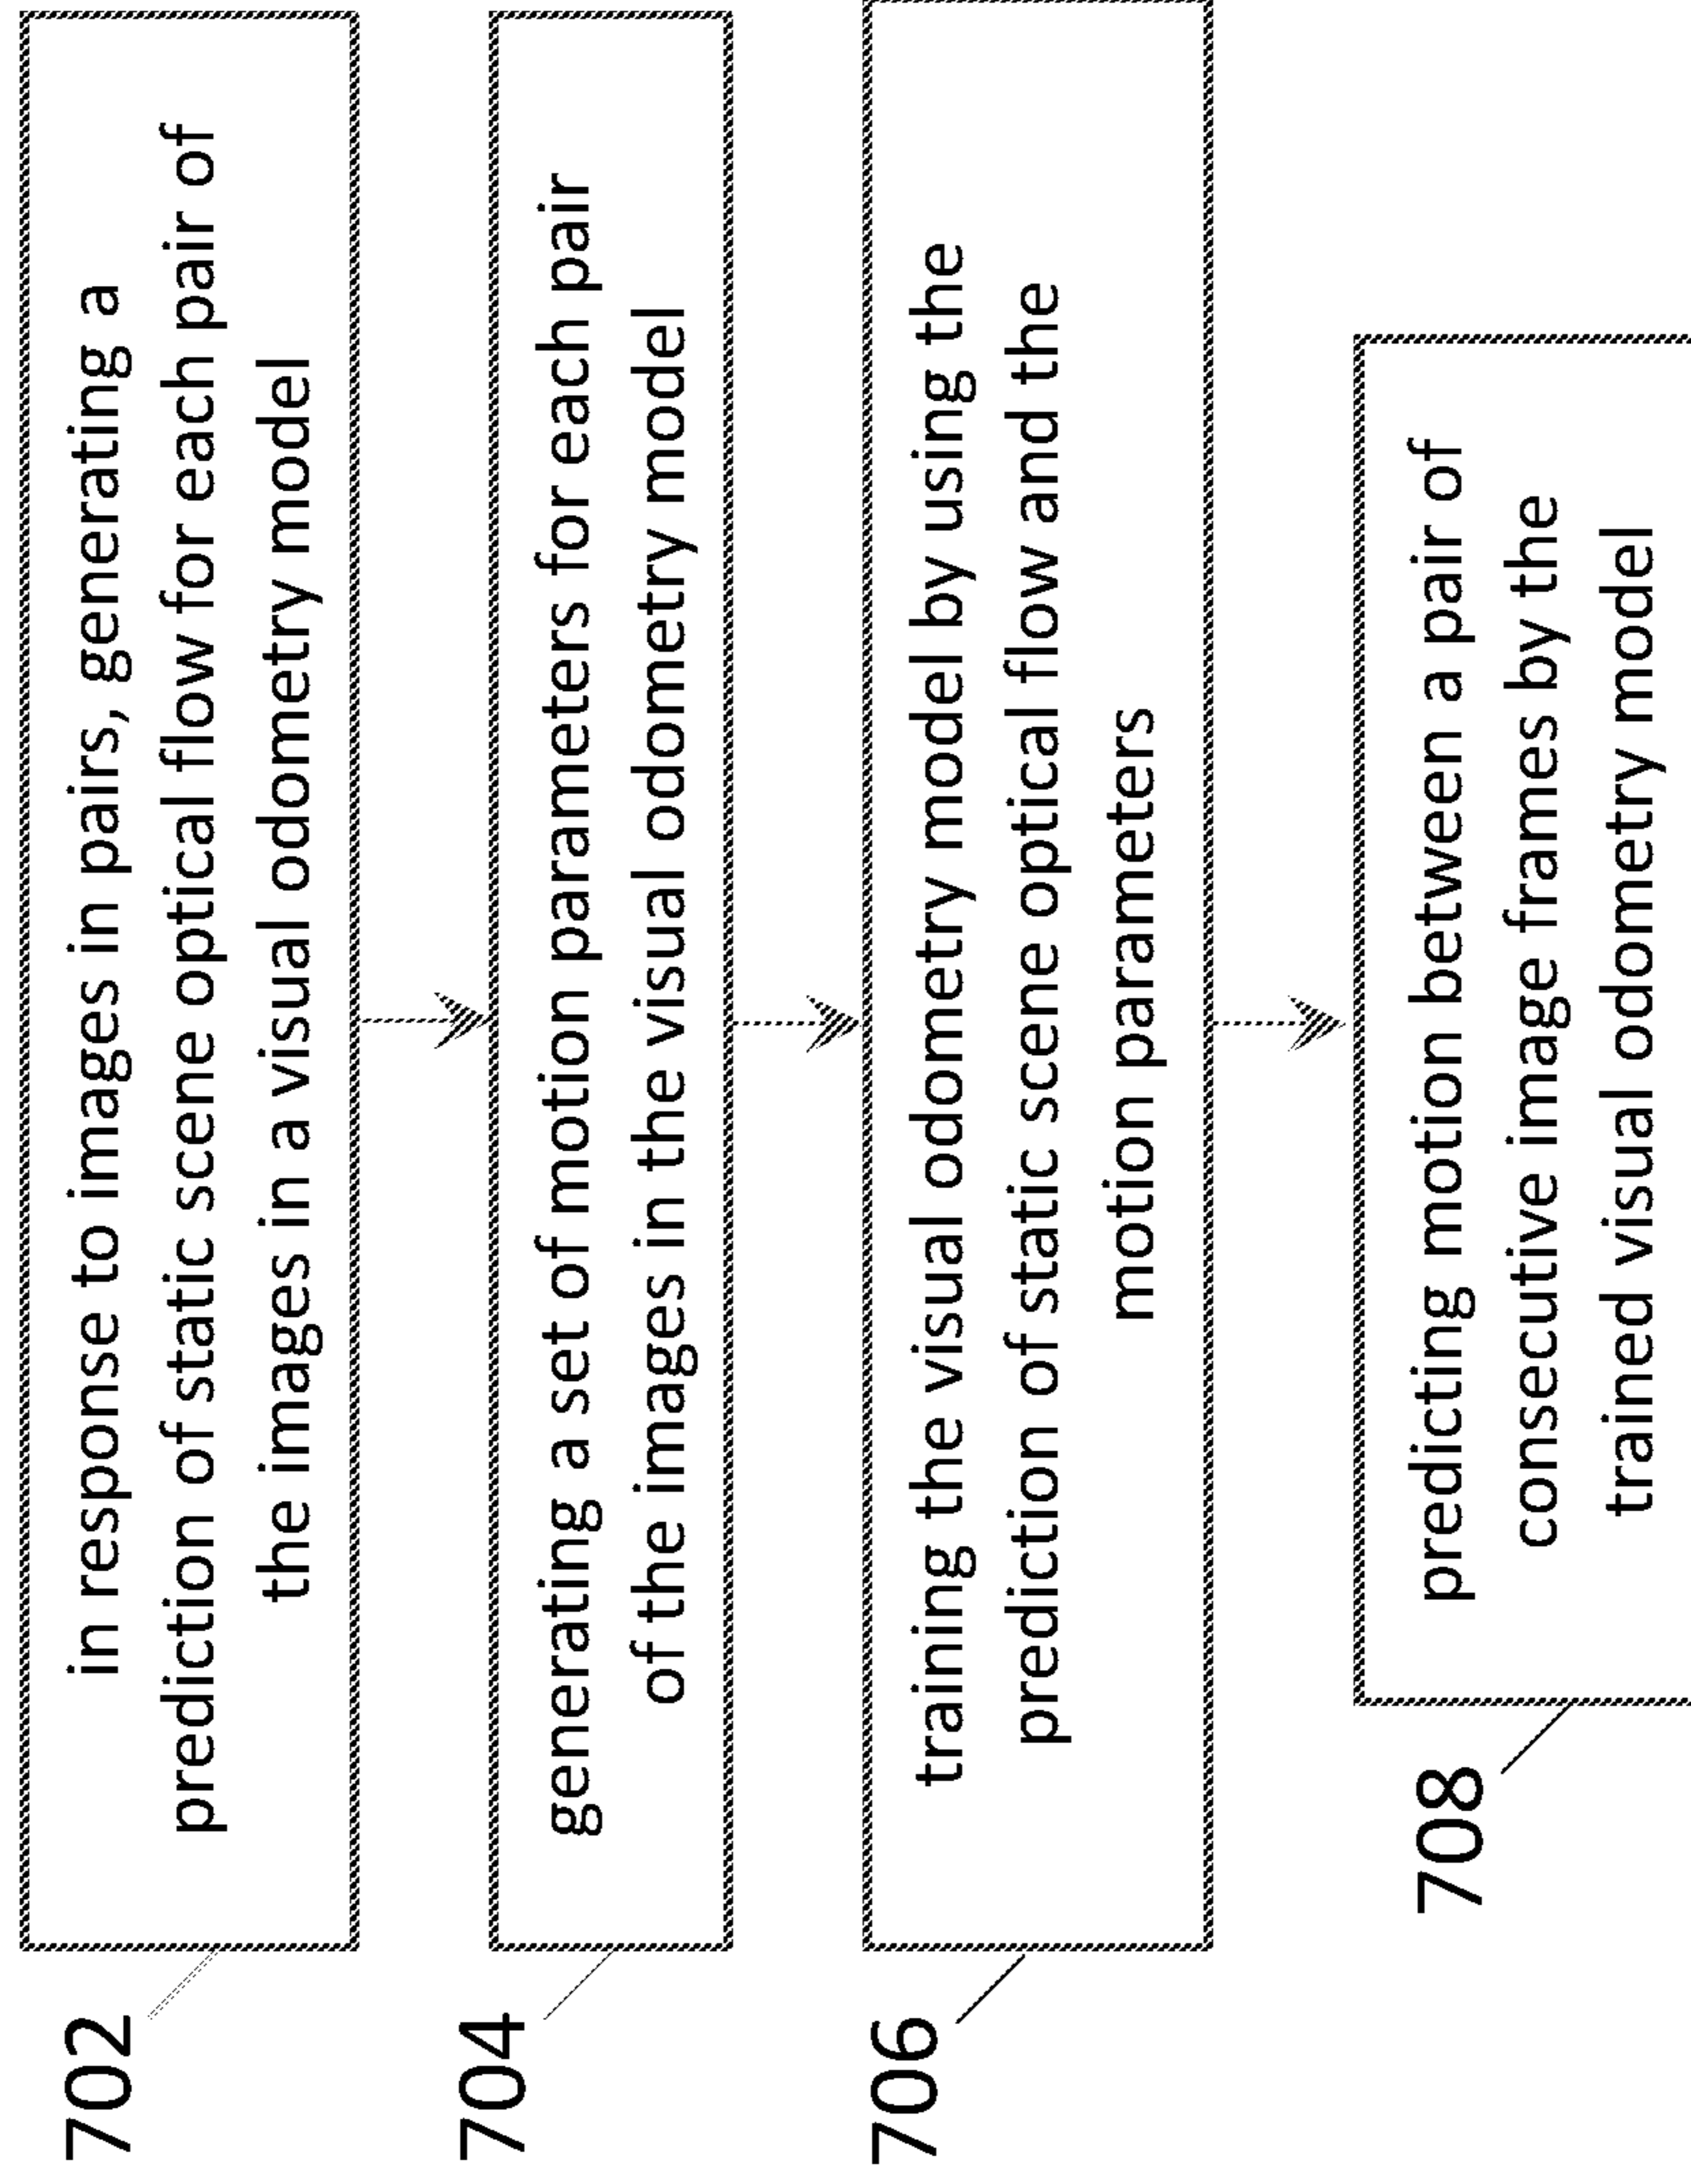 702
in response to images in pairs, generating a
prediction of static scene optical flow for each pair of
the images in a visual odometry model
704
generating a set of motion parameters for each pair
of the images in the visual odometry model
706
training the visual odometry model by using the
prediction of static scene optical flow and the
motion parameters
708
predicting motion between a pair of
consecutive image frames by the
trained visual odometry model